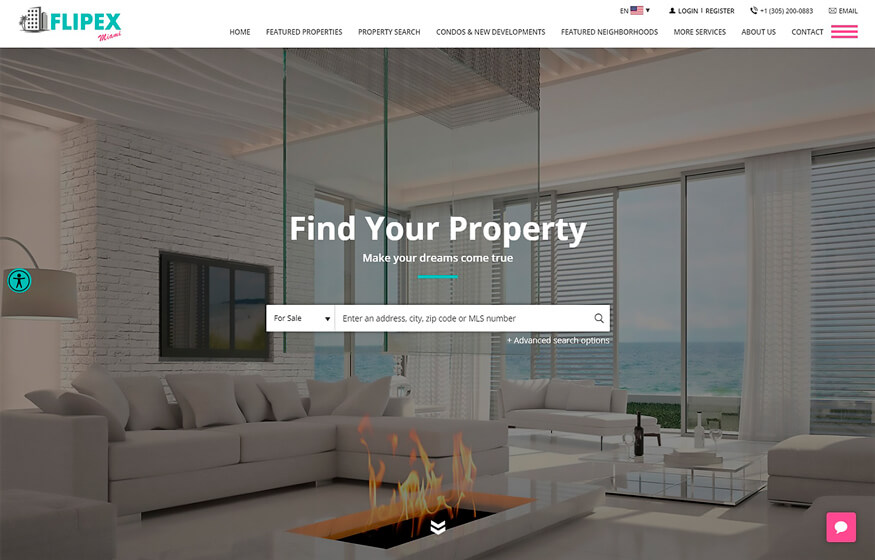 FLIPEX
Miami
EN
LOGIN | REGISTER
+1 (305) 200-0883
EMAIL
HOME
FEATURED PROPERTIES
PROPERTY SEARCH
CONDOS & NEW DEVELOPMENTS
FEATURED NEIGHBORHOODS
MORE SERVICES
ABOUT US
CONTACT
Find Your Property
Make your dreams come true
For Sale
Enter an address, city, zip code or MLS number
+ Advanced search options